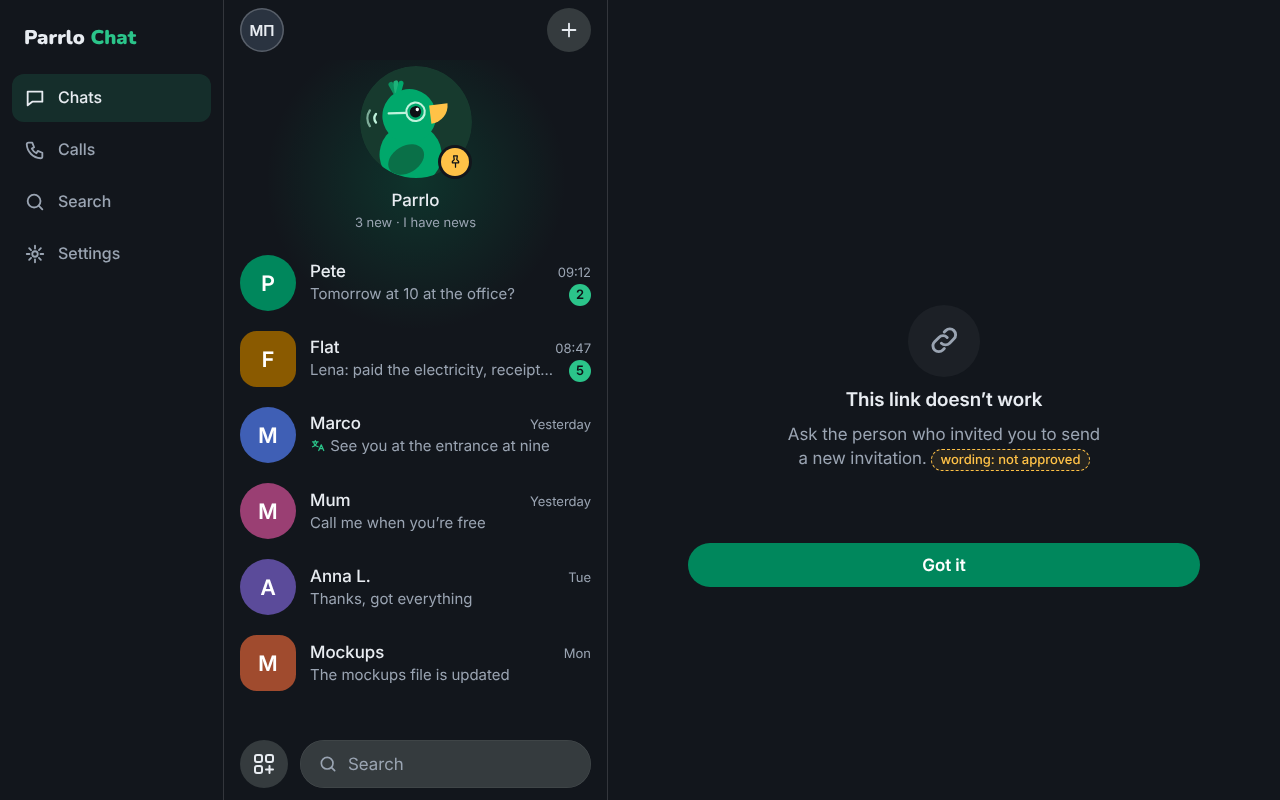 Parrlo Chat
Chats
Calls
Search
Settings
МП
Parrlo
3 new · I have news
P
Pete
09:12
Tomorrow at 10 at the office?
2
F
Flat
08:47
Lena: paid the electricity, receipt...
5
M
Marco
Yesterday
See you at the entrance at nine
M
Mum
Yesterday
Call me when you’re free
A
Anna L.
Tue
Thanks, got everything
M
Mockups
Mon
The mockups file is updated
Search
This link doesn’t work
Ask the person who invited you to send
a new invitation. wording: not approved
Got it